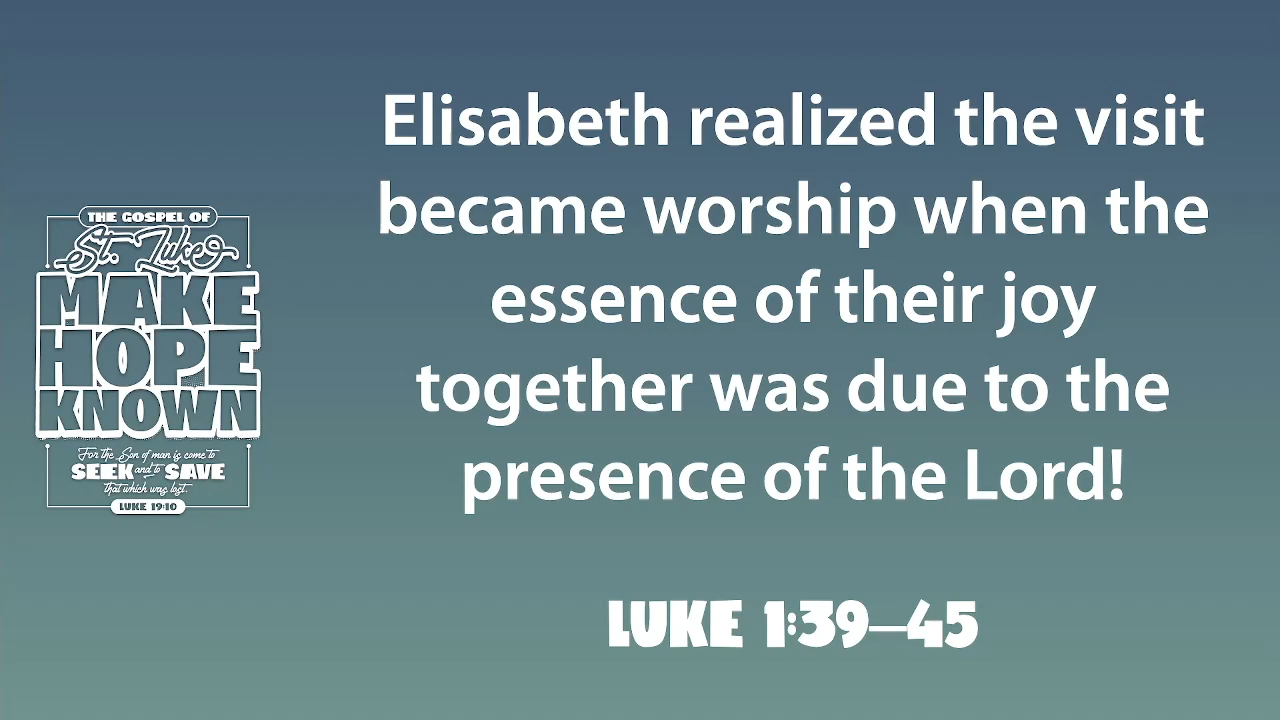 THE GOSPEL OF
St. Luke
MAKE
HOPE
KNOWN
For the Son of man is come to
SEEK and to SAVE
that which was lost.
LUKE 19:10
Elisabeth realized the visit
became worship when the
essence of their joy
together was due to the
presence of the Lord!
LUKE 1:39–45